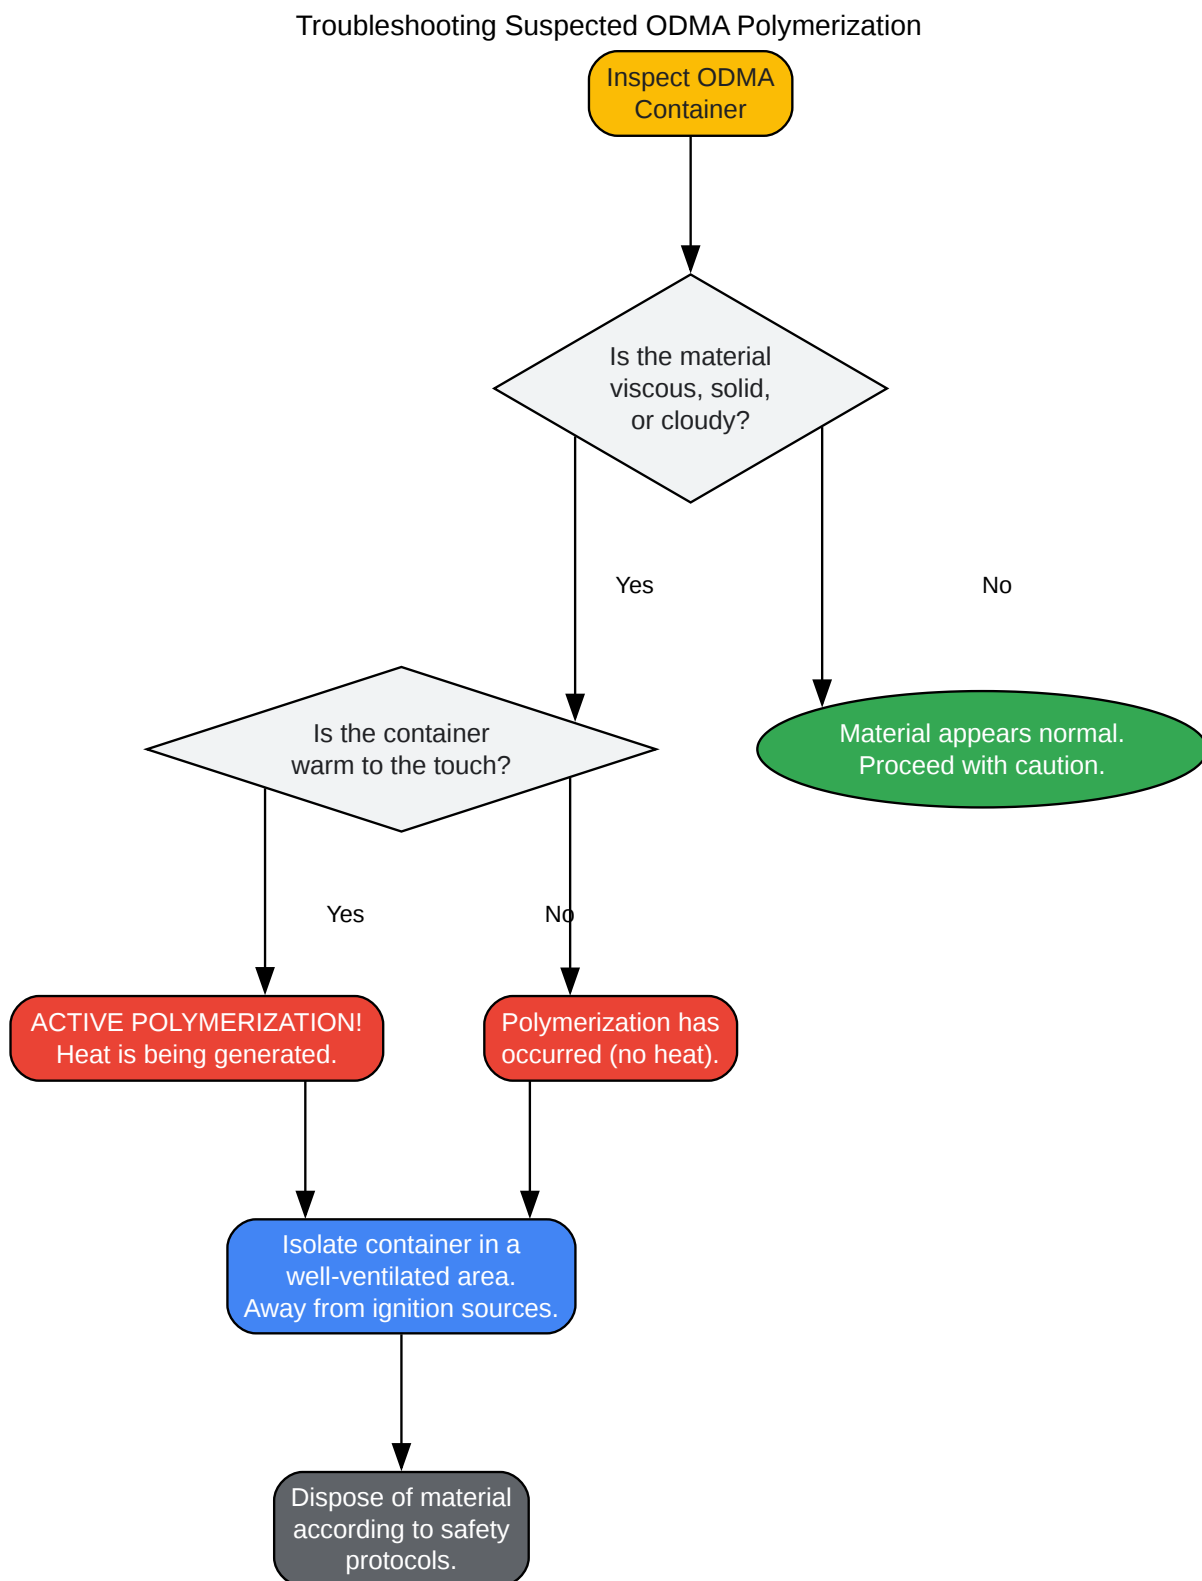 Troubleshooting Suspected ODMA Polymerization
Inspect ODMA
Container
Is the material
viscous, solid,
or cloudy?
Yes
No
Is the container
warm to the touch?
Material appears normal.
Proceed with caution.
Yes
No
ACTIVE POLYMERIZATION!
Heat is being generated.
Polymerization has
occurred (no heat).
Isolate container in a
well-ventilated area.
Away from ignition sources.
Dispose of material
according to safety
protocols.